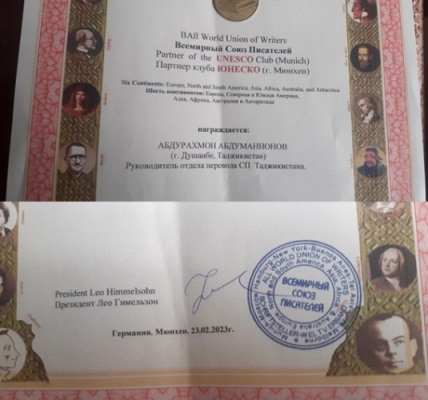 BAll World Union of Writers
Всемирный Союз Писателей
Partner of the UNESCO Club (Munich)
Партнер клуба ЮНЕСКО (г. Мюнхен)
Six Continents: Europe, North and South America, Asia, Africa, Australia, and Antarctica
Шесть континентов: Европа, Северная и Южная Америка,
Азия, Африка, Австралия и Антарктида
награждается:
АБДУРАХМОН АБДУМАННОНОВ
(г. Душанбе, Таджикистан)
Руководитель отдела перевода СП Таджикистана.
President Leo Himmelsohn
Президент Лео Гимельзон
Германия. Мюнхен. 23.02.2023г.
ALL WORLD UNION OF WRITERS
ВСЕМИРНЫЙ
СОЮЗ
ПИСАТЕЛЕЙ